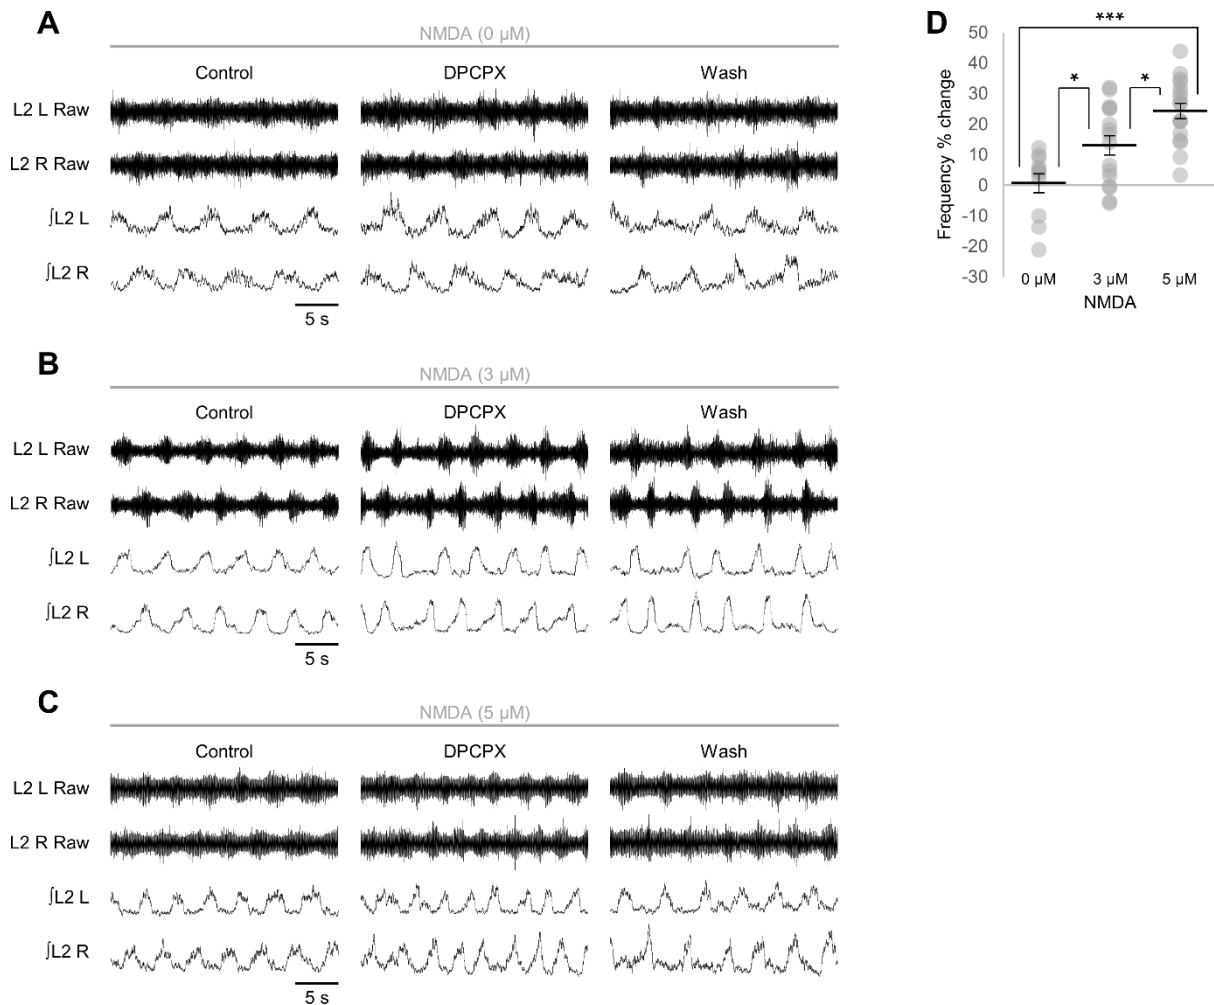 A
NMDA (0 µM)
Control DPCPX Wash
L2 L Raw
L2 R Raw
∫L2 L
∫L2 R
5 s
B
NMDA (3 µM)
Control DPCPX Wash
L2 L Raw
L2 R Raw
∫L2 L
∫L2 R
5 s
C
NMDA (5 µM)
Control DPCPX Wash
L2 L Raw
L2 R Raw
∫L2 L
∫L2 R
5 s
D
***
* *
Frequency % change
50
40
30
20
10
0
-10
-20
-30
0 µM 3 µM 5 µM
NMDA